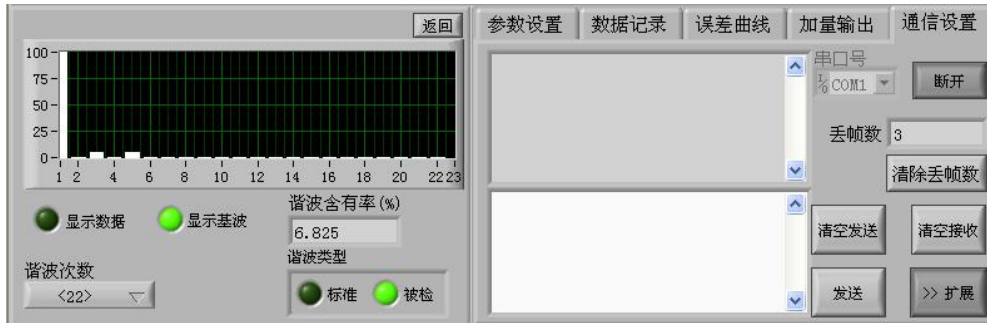 返回
100
75
50
25
0
1 2 4 6 8 10 12 14 16 18 20 22 23
显示数据
显示基波
谐波含有率(%)
6.825
谐波次数
<22>
谐波类型
标准
被检
参数设置 数据记录 误差曲线 加量输出 通信设置
串口号
I/O COM1
断开
丢帧数 3
清除丢帧数
清空发送
清空接收
发送
>> 扩展